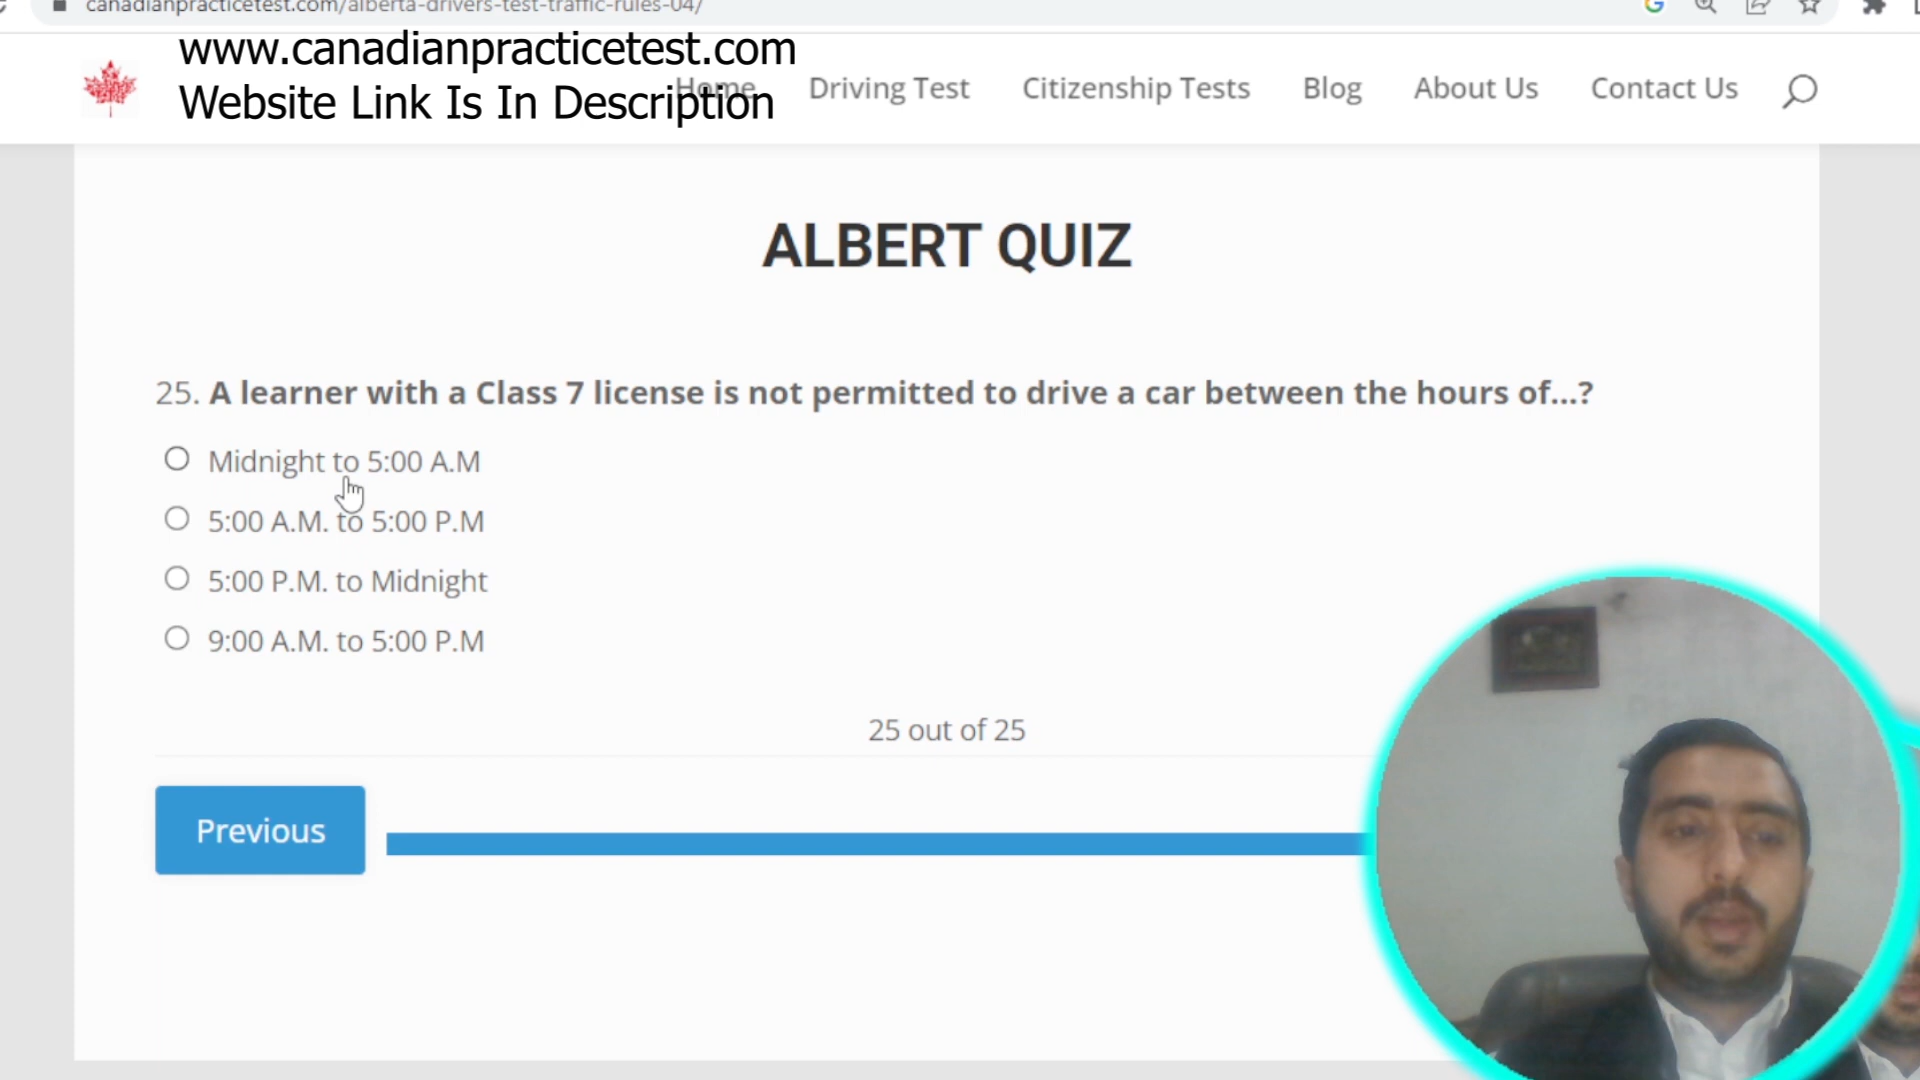 canadianpracticetest.com/alberta-drivers-test-traffic-rules-04/
www.canadianpracticetest.com
Website Link Is In Description
Home Driving Test Citizenship Tests Blog About Us Contact Us
ALBERT QUIZ
25. A learner with a Class 7 license is not permitted to drive a car between the hours of...?
Midnight to 5:00 A.M
5:00 A.M. to 5:00 P.M
5:00 P.M. to Midnight
9:00 A.M. to 5:00 P.M
25 out of 25
Previous